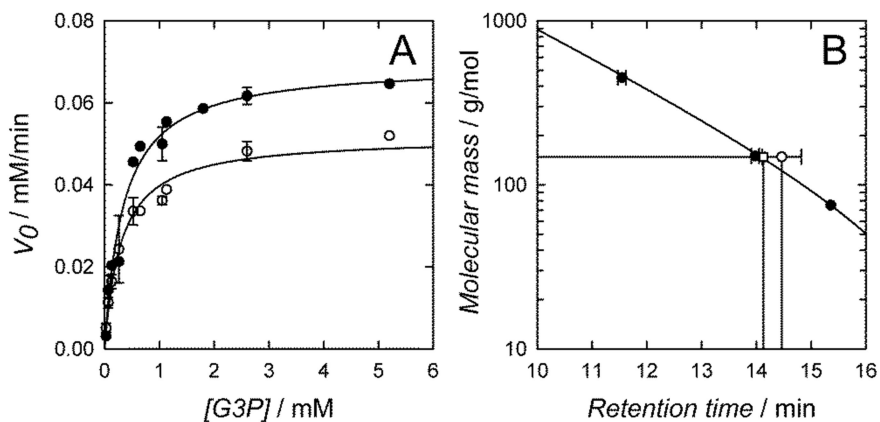 0.08
A
0.06
0.04
0.02
0.00
V0 / mM/min
0 1 2 3 4 5 6
[G3P] / mM
1000
B
100
10
Molecular mass / g/mol
10 11 12 13 14 15 16
Retention time / min